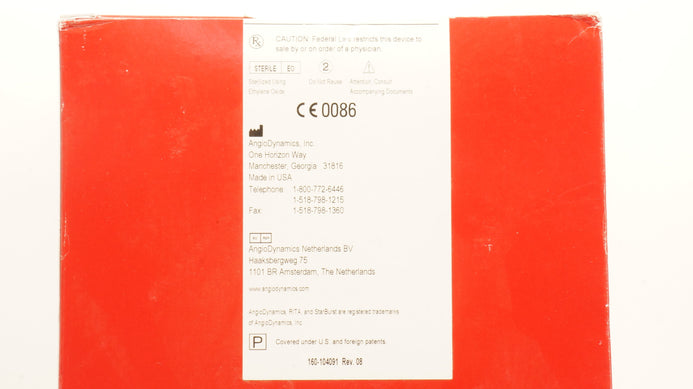 Rx
CAUTION: Federal Law restricts this device to
sale by or on order of a physician.
STERILE EO
2
Sterilized Using
Ethylene Oxide
Do Not Reuse
Attention, Consult
Accompanying Documents
CE 0086
AngioDynamics, Inc.
One Horizon Way
Manchester, Georgia 31816
Made in USA
Telephone 1-800-772-6446
1-518-798-1215
Fax 1-518-798-1360
AngioDynamics Netherlands BV
Haaksbergweg 75
1101 BR Amsterdam, The Netherlands
www.angiodynamics.com
AngioDynamics, RITA, and StarBurst are registered trademarks
of AngioDynamics, Inc.
P Covered under U.S. and foreign patents.
160-104091 Rev. 08